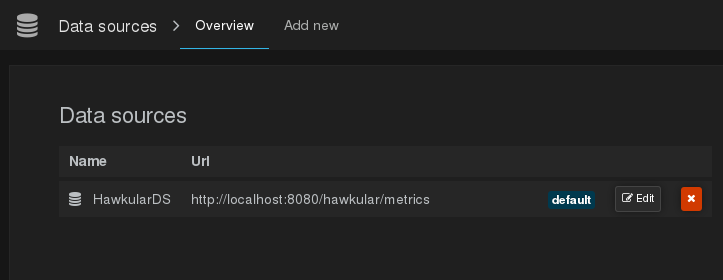 Data sources Overview Add new
Data sources
Name Url
HawkularDS http://localhost:8080/hawkular/metrics default Edit